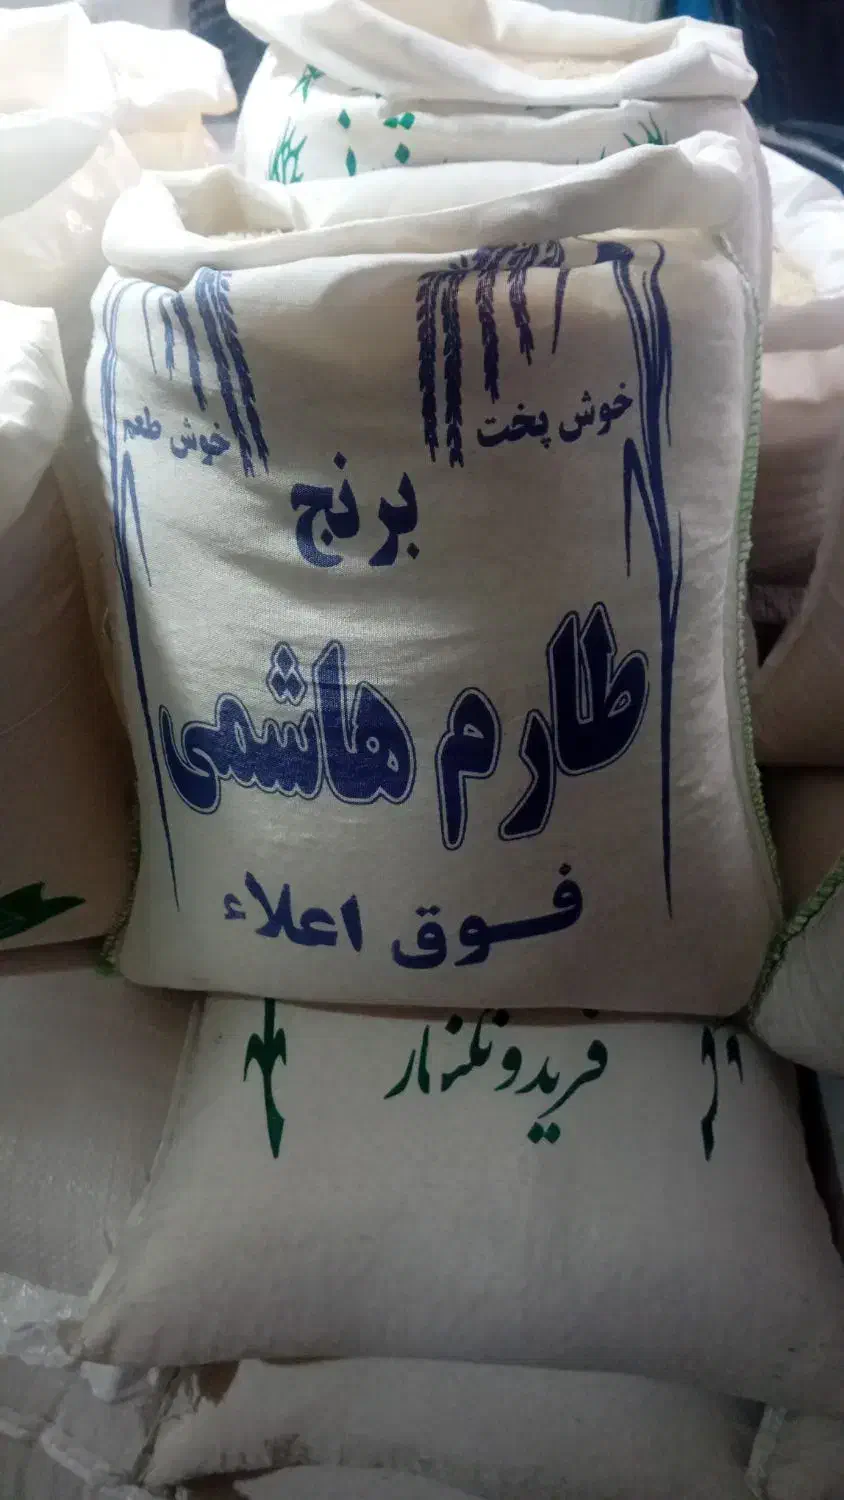 خوش پخت
خوش طعم
برنج
طارم هاشمی
فوق اعلاء
فریدونکنار